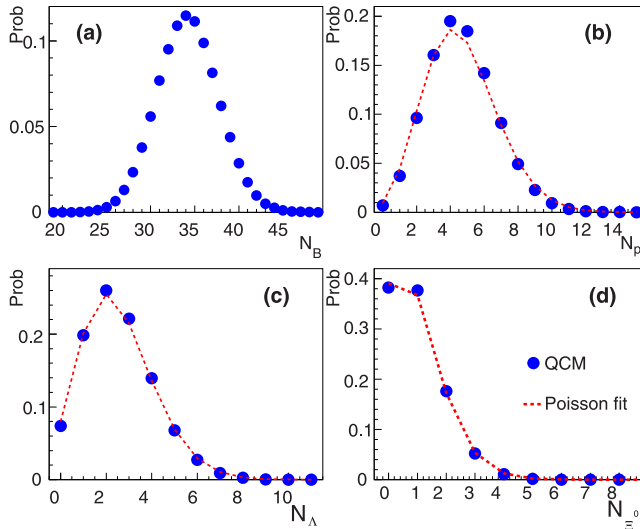 Prob
(a)
0.1
0.05
0
20 25 30 35 40 45
N_B
Prob
(b)
0.2
0.15
0.1
0.05
0
0 2 4 6 8 10 12 14
N_p
Prob
(c)
0.2
0.1
0
0 2 4 6 8 10
N_Λ
Prob
(d)
0.4
0.3
0.2
0.1
0
QCM
Poisson fit
0 1 2 3 4 5 6 7 8
N_Ξ⁰